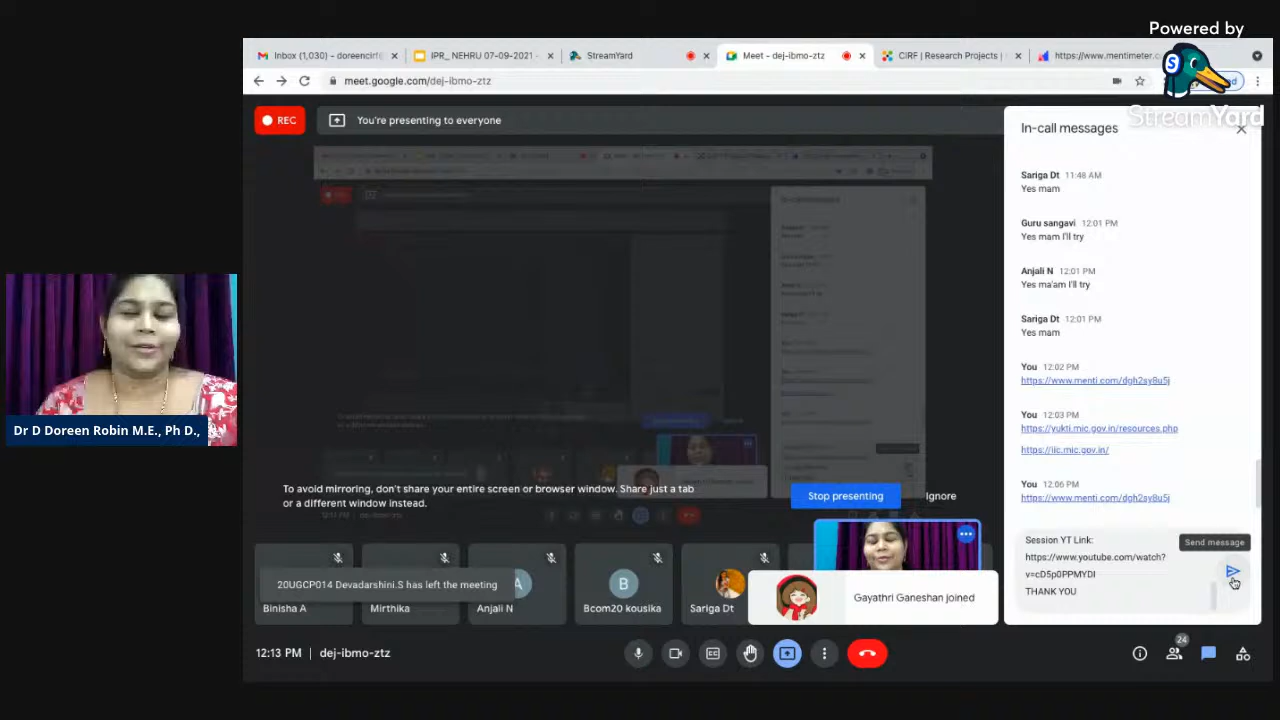 Powered by
StreamYard
Inbox (1,030) - doreencirf@
IPR_ NEHRU 07-09-2021 -
StreamYard
Meet - dej-ibmo-ztz
CIRF | Research Projects |
https://www.mentimeter.c
meet.google.com/dej-ibmo-ztz
REC
You're presenting to everyone
In-call messages
Sariga Dt 11:48 AM
Yes mam
Guru sangavi 12:01 PM
Yes mam I'll try
Anjali N 12:01 PM
Yes ma'am I'll try
Sariga Dt 12:01 PM
Yes mam
You 12:02 PM
https://www.menti.com/dgh2sy8u5j
You 12:03 PM
https://yukti.mic.gov.in/resources.php
https://iic.mic.gov.in/
You 12:06 PM
https://www.menti.com/dgh2sy8u5j
Session YT Link:
https://www.youtube.com/watch?
v=cD5p0PPMYDI
THANK YOU
Send message
Dr D Doreen Robin M.E., Ph D.,
To avoid mirroring, don't share your entire screen or browser window. Share just a tab
or a different window instead.
Stop presenting
Ignore
20UGCP014 Devadarshini.S has left the meeting
A
B
Binisha A
Mirthika
Anjali N
Bcom20 kousika
Sariga Dt
Gayathri Ganeshan joined
12:13 PM | dej-ibmo-ztz
24